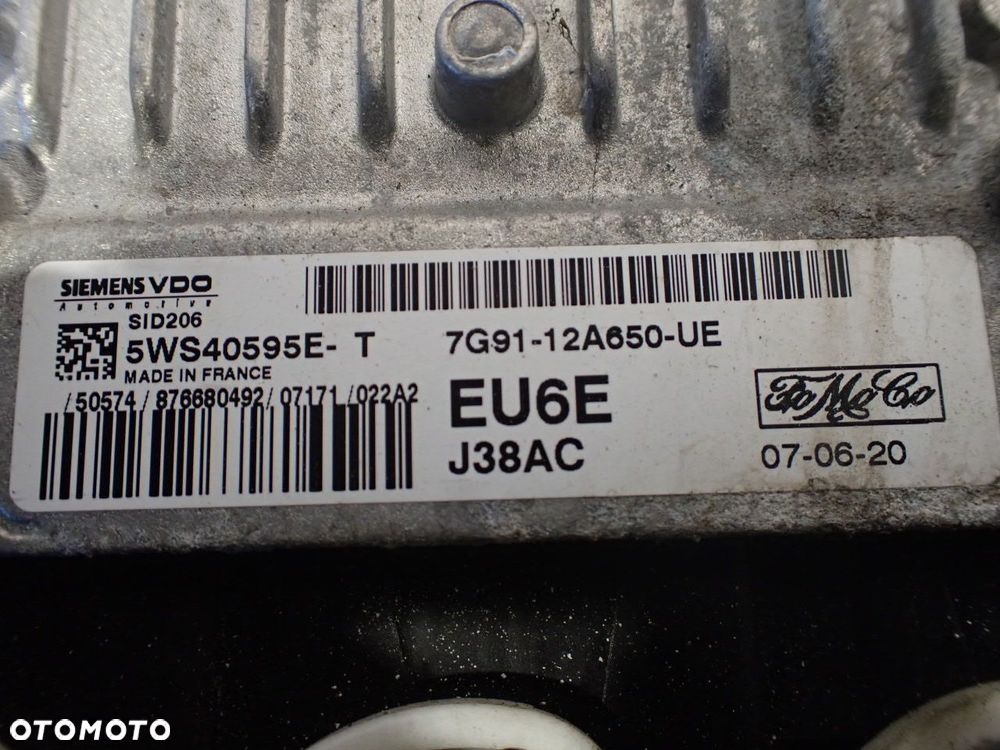 SIEMENS VDO
Automotive
SID206
5WS40595E- T
MADE IN FRANCE
/50574/876680492/07171/022A2
7G91-12A650-UE
EU6E
J38AC
FoMoCo
07-06-20
OTOMOTO